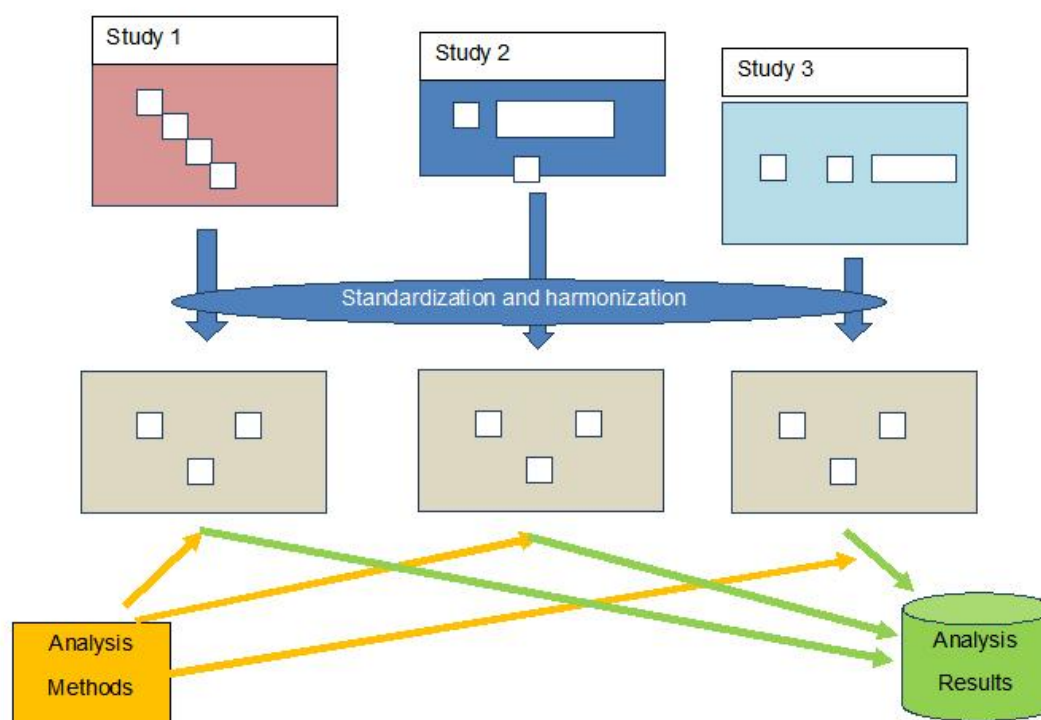 Study 1
Study 2
Study 3
Standardization and harmonization
Analysis
Methods
Analysis
Results